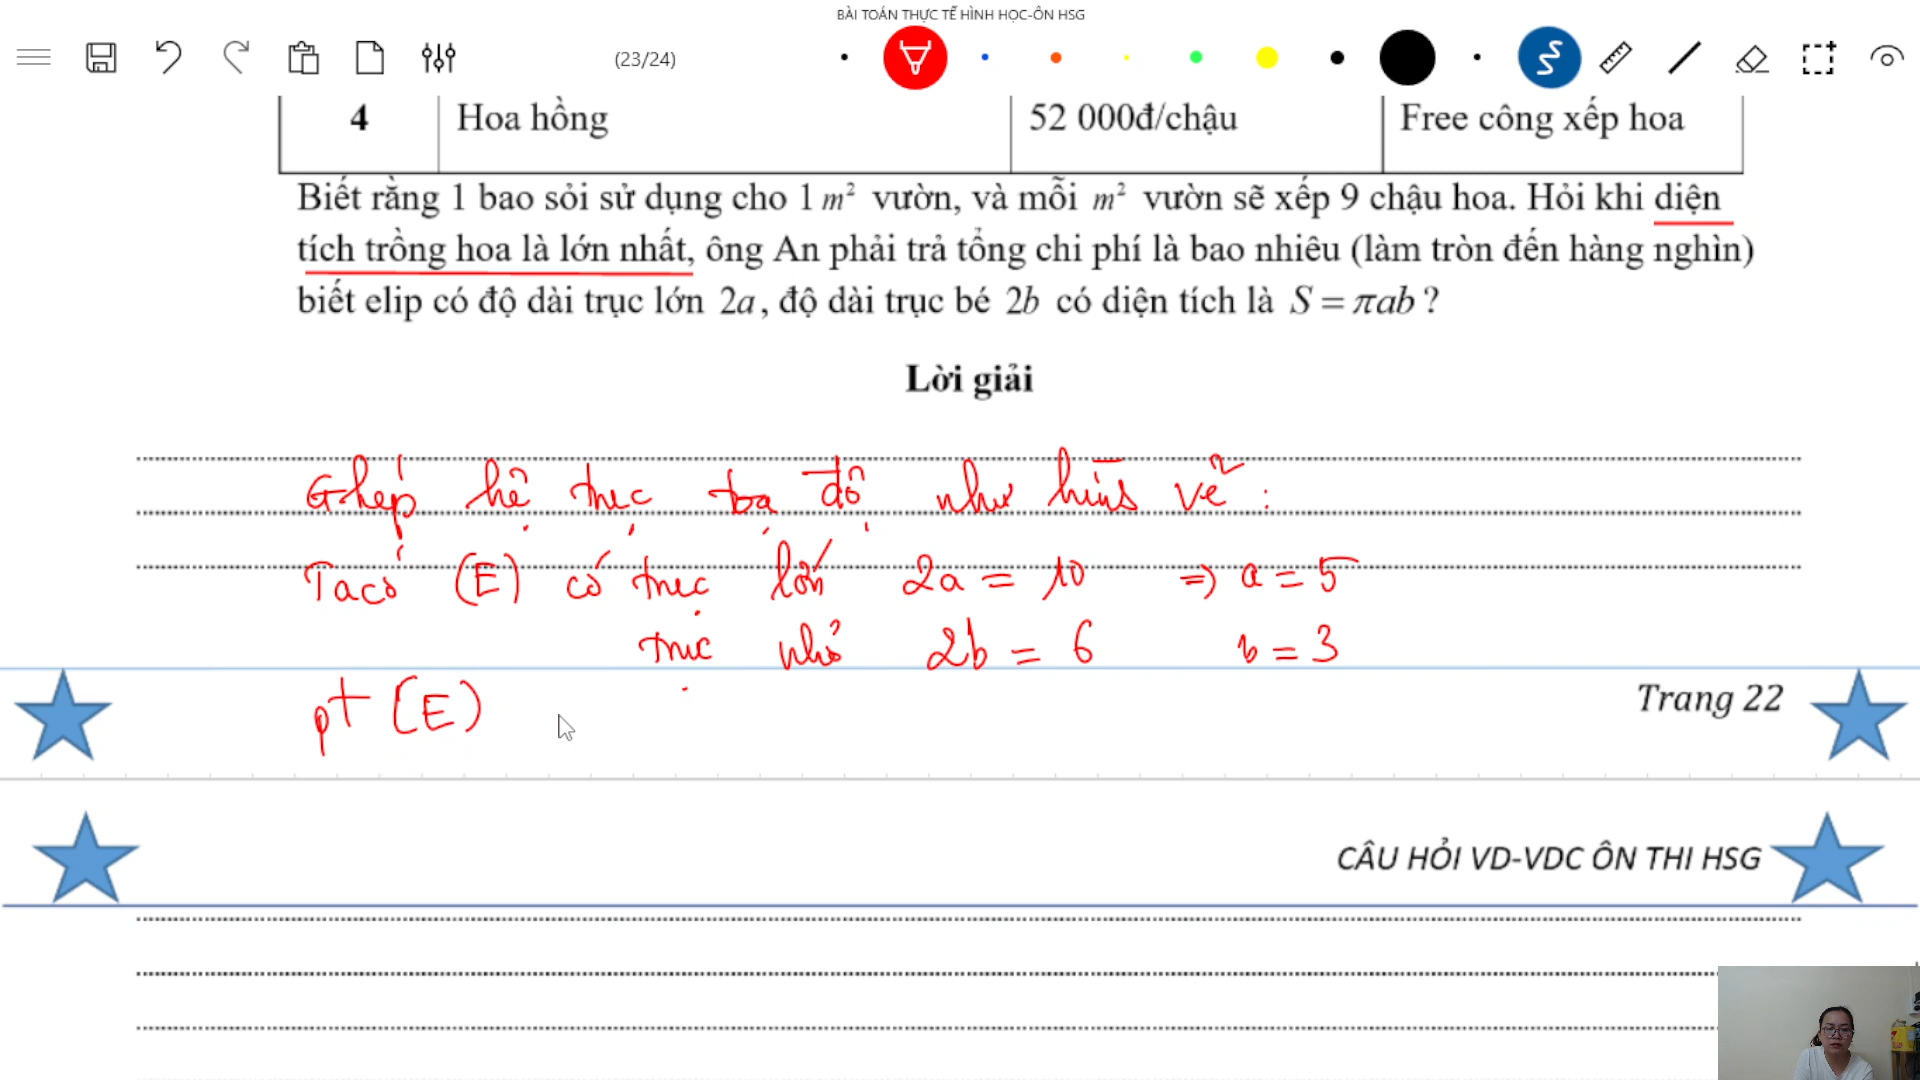 BÀI TOÁN THỰC TẾ HÌNH HỌC-ÔN HSG
(23/24)
4 Hoa hồng 52 000đ/chậu Free công xếp hoa
Biết rằng 1 bao sỏi sử dụng cho 1 m² vườn, và mỗi m² vườn sẽ xếp 9 chậu hoa. Hỏi khi diện
tích trồng hoa là lớn nhất, ông An phải trả tổng chi phí là bao nhiêu (làm tròn đến hàng nghìn)
biết elip có độ dài trục lớn 2a, độ dài trục bé 2b có diện tích là S = πab ?
Lời giải
Ghép hệ trục tọa độ như hình vẽ :
Ta có (E) có trục lớn 2a = 10 => a = 5
trục nhỏ 2b = 6 b = 3
pt (E)
Trang 22
CÂU HỎI VD-VDC ÔN THI HSG